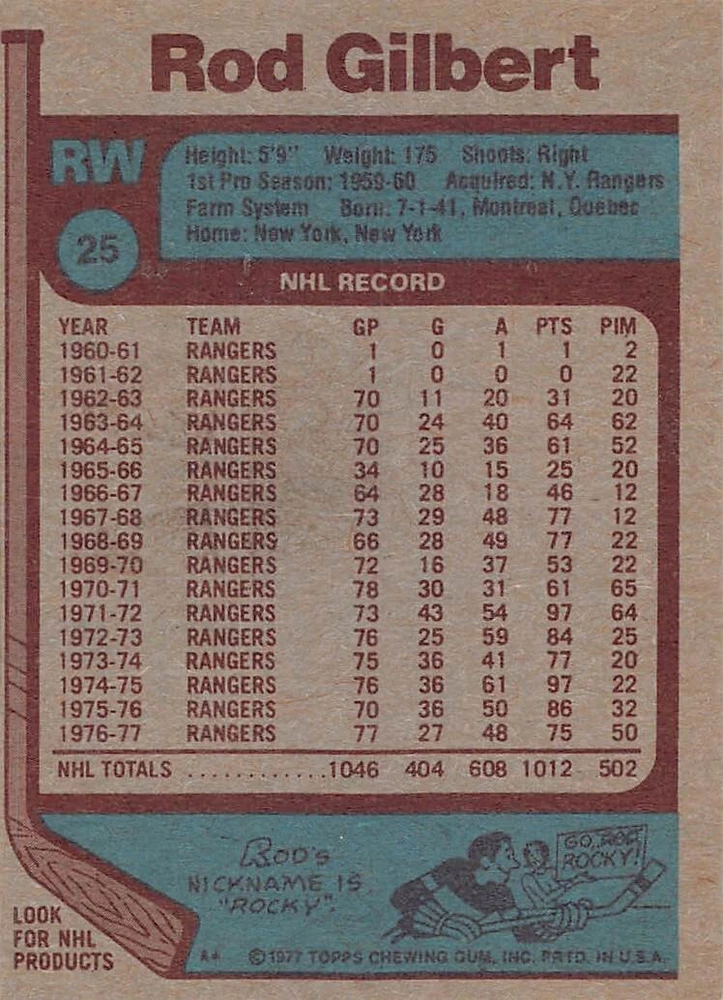 Rod Gilbert
RW
25
Height: 5'9" Weight: 175 Shoots: Right
1st Pro Season: 1959-60 Acquired: N.Y. Rangers
Farm System Born: 7-1-41, Montreal, Quebec
Home: New York, New York
NHL RECORD
YEAR TEAM GP G A PTS PIM
1960-61 RANGERS 1 0 1 1 2
1961-62 RANGERS 1 0 0 0 22
1962-63 RANGERS 70 11 20 31 20
1963-64 RANGERS 70 24 40 64 62
1964-65 RANGERS 70 25 36 61 52
1965-66 RANGERS 34 10 15 25 20
1966-67 RANGERS 64 28 18 46 12
1967-68 RANGERS 73 29 48 77 12
1968-69 RANGERS 66 28 49 77 22
1969-70 RANGERS 72 16 37 53 22
1970-71 RANGERS 78 30 31 61 65
1971-72 RANGERS 73 43 54 97 64
1972-73 RANGERS 76 25 59 84 25
1973-74 RANGERS 75 36 41 77 20
1974-75 RANGERS 76 36 61 97 22
1975-76 RANGERS 70 36 50 86 32
1976-77 RANGERS 77 27 48 75 50
NHL TOTALS ............1046 404 608 1012 502
ROD'S
NICKNAME IS
"ROCKY".
GO, ROD
ROCKY!
LOOK
FOR NHL
PRODUCTS
** ©1977 TOPPS CHEWING GUM, INC. PRTD. IN U.S.A.